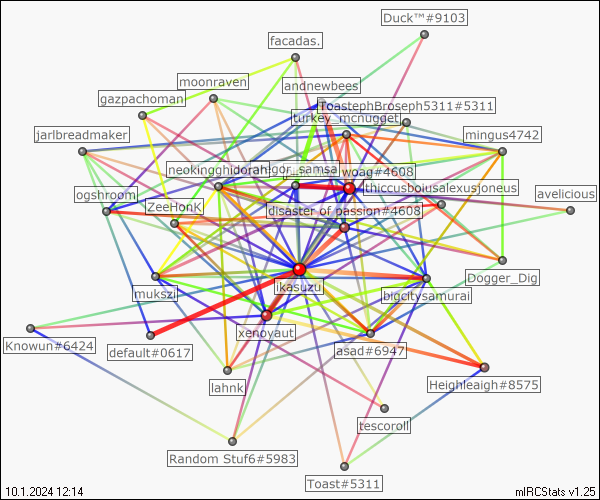 Duck™#9103
facadas.
moonraven
andnewbees
gazpachoman
ToastephBroseph5311#5311
turkey_mcnugget
jarlbreadmaker
mingus4742
neokingghidorah
egor_samsa
woag#4608
thiccusboiusalexusjoneus
ogshroom
avelicious
ZeeHonK
disaster of passion#4608
Dogger_Dig
mukszi
ikasuzu
bigcitysamurai
xenoyaut
Knowun#6424
default#0617
asad#6947
lahnk
Heighleaigh#8575
tescoroll
Random Stuf6#5983
Toast#5311
10.1.2024 12:14
mIRCStats v1.25